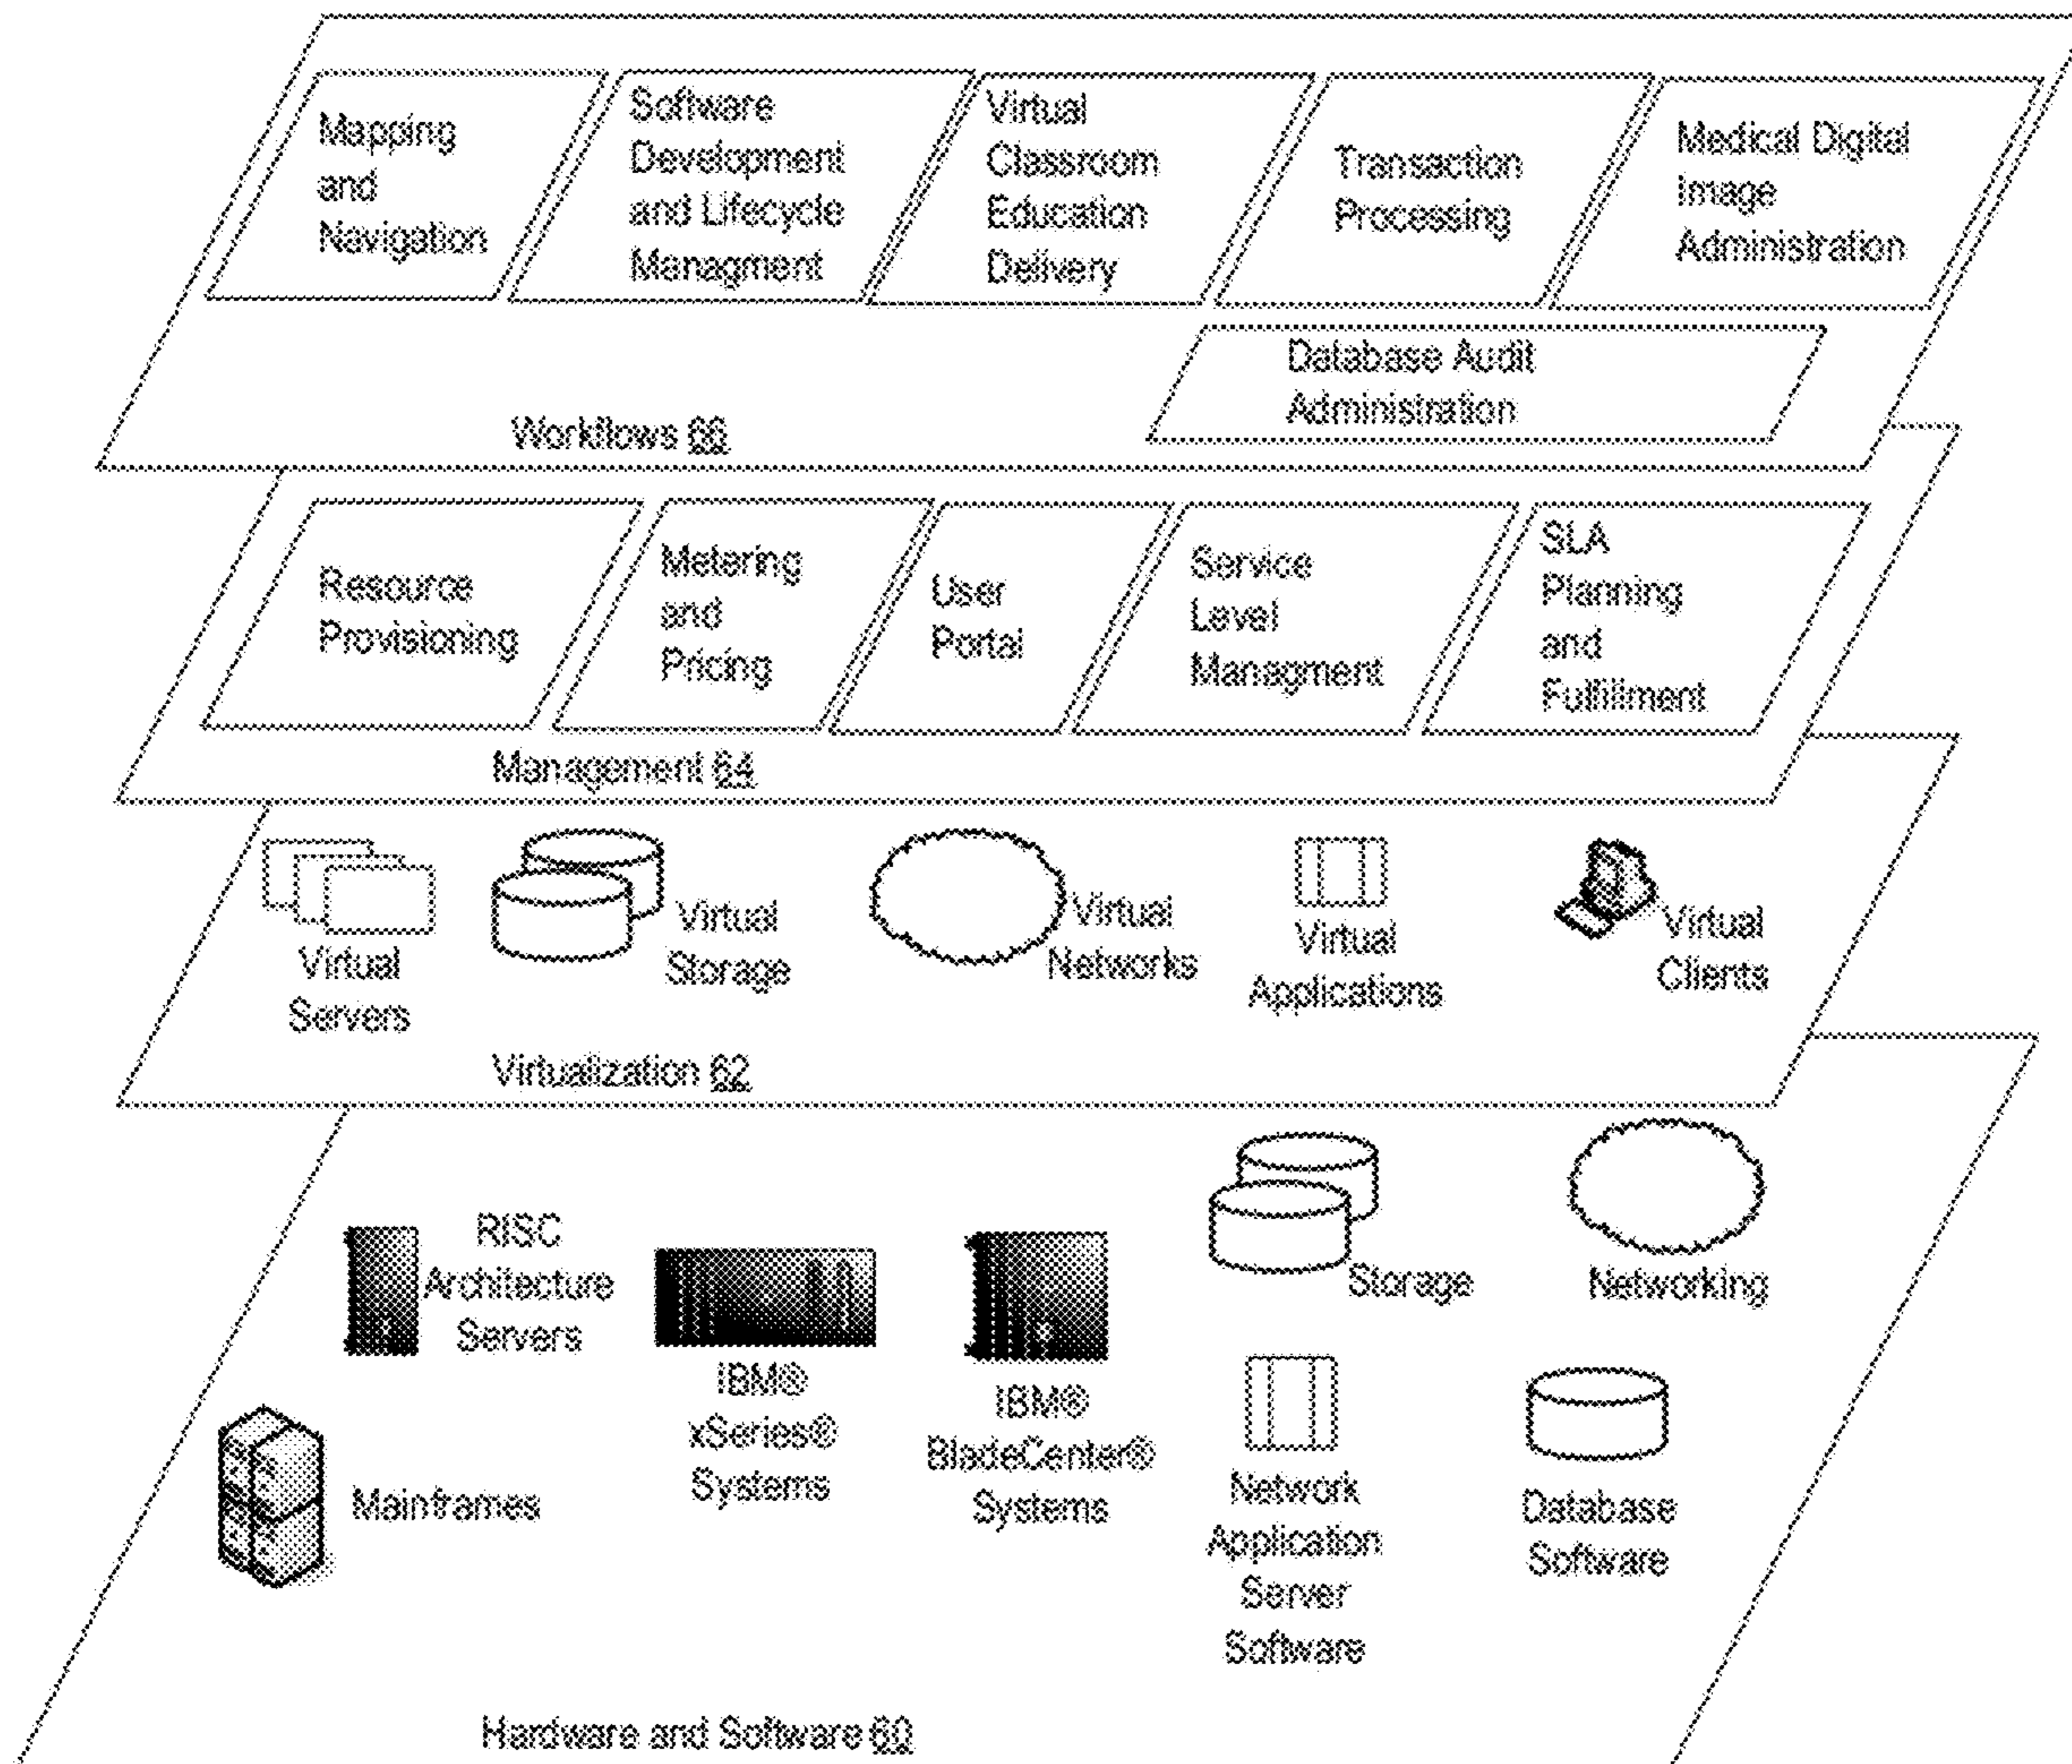 Mapping
and
Navigation
Software
Development
and Lifecycle
Managment
Virtual
Classroom
Education
Delivery
Transaction
Processing
Medical Digital
Image
Administration
Database Audit
Administration
Workflows 66
Resource
Provisioning
Metering
and
Pricing
User
Portal
Service
Level
Managment
SLA
Planning
and
Fulfillment
Management 64
Virtual
Servers
Virtual
Storage
Virtual
Networks
Virtual
Applications
Virtual
Clients
Virtualization 62
RISC
Architecture
Servers
IBM®
xSeries®
Systems
IBM®
BladeCenter®
Systems
Storage
Networking
Mainframes
Network
Application
Server
Software
Database
Software
Hardware and Software 60